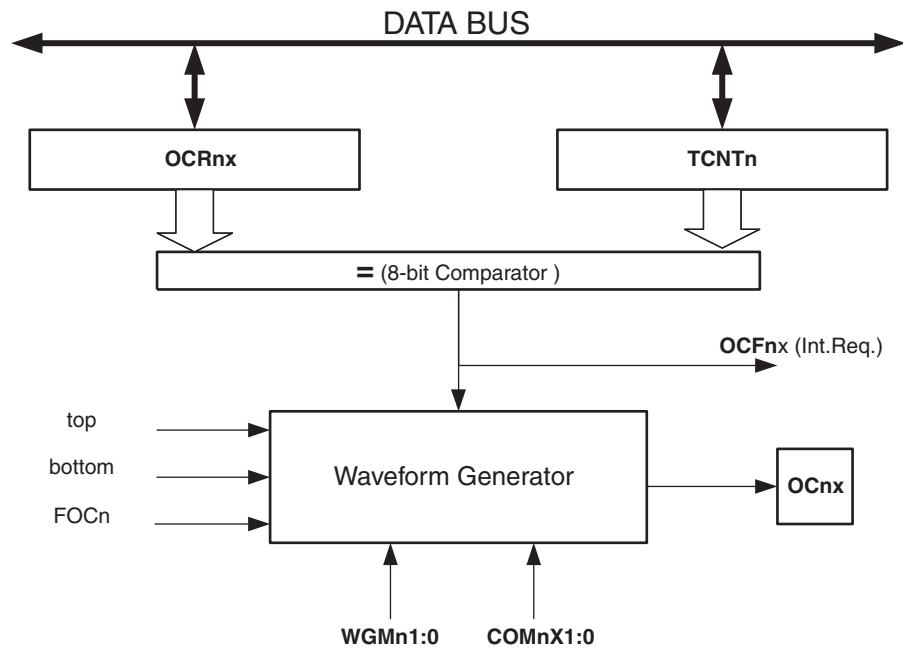 DATA BUS
OCRnx
TCNTn
= (8-bit Comparator )
OCFnx (Int.Req.)
top
bottom
FOCn
Waveform Generator
OCnx
WGMn1:0
COMnX1:0